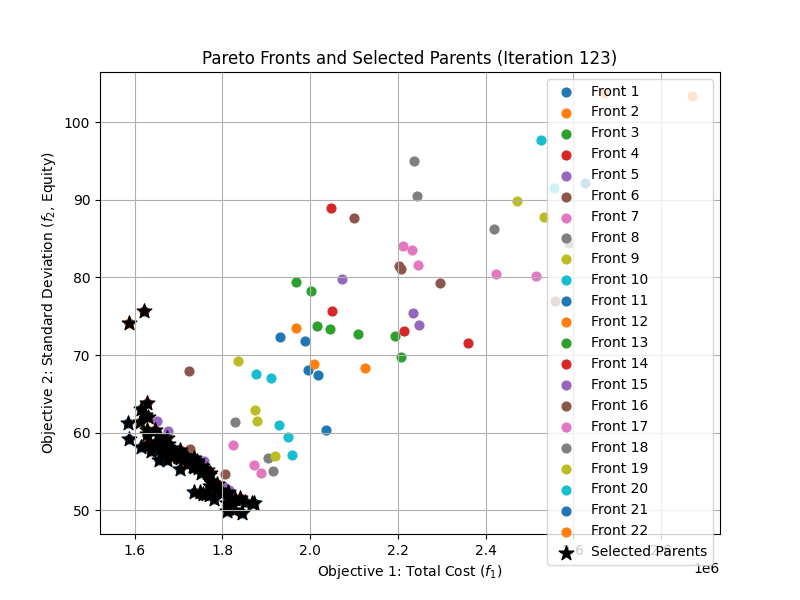 Pareto Fronts and Selected Parents (Iteration 123)
Objective 2: Standard Deviation (f₂, Equity)
100
90
80
70
60
50
1.6
1.8
2.0
2.2
2.4
2.6
2.8
1e6
Objective 1: Total Cost (f₁)
Front 1
Front 2
Front 3
Front 4
Front 5
Front 6
Front 7
Front 8
Front 9
Front 10
Front 11
Front 12
Front 13
Front 14
Front 15
Front 16
Front 17
Front 18
Front 19
Front 20
Front 21
Front 22
Selected Parents